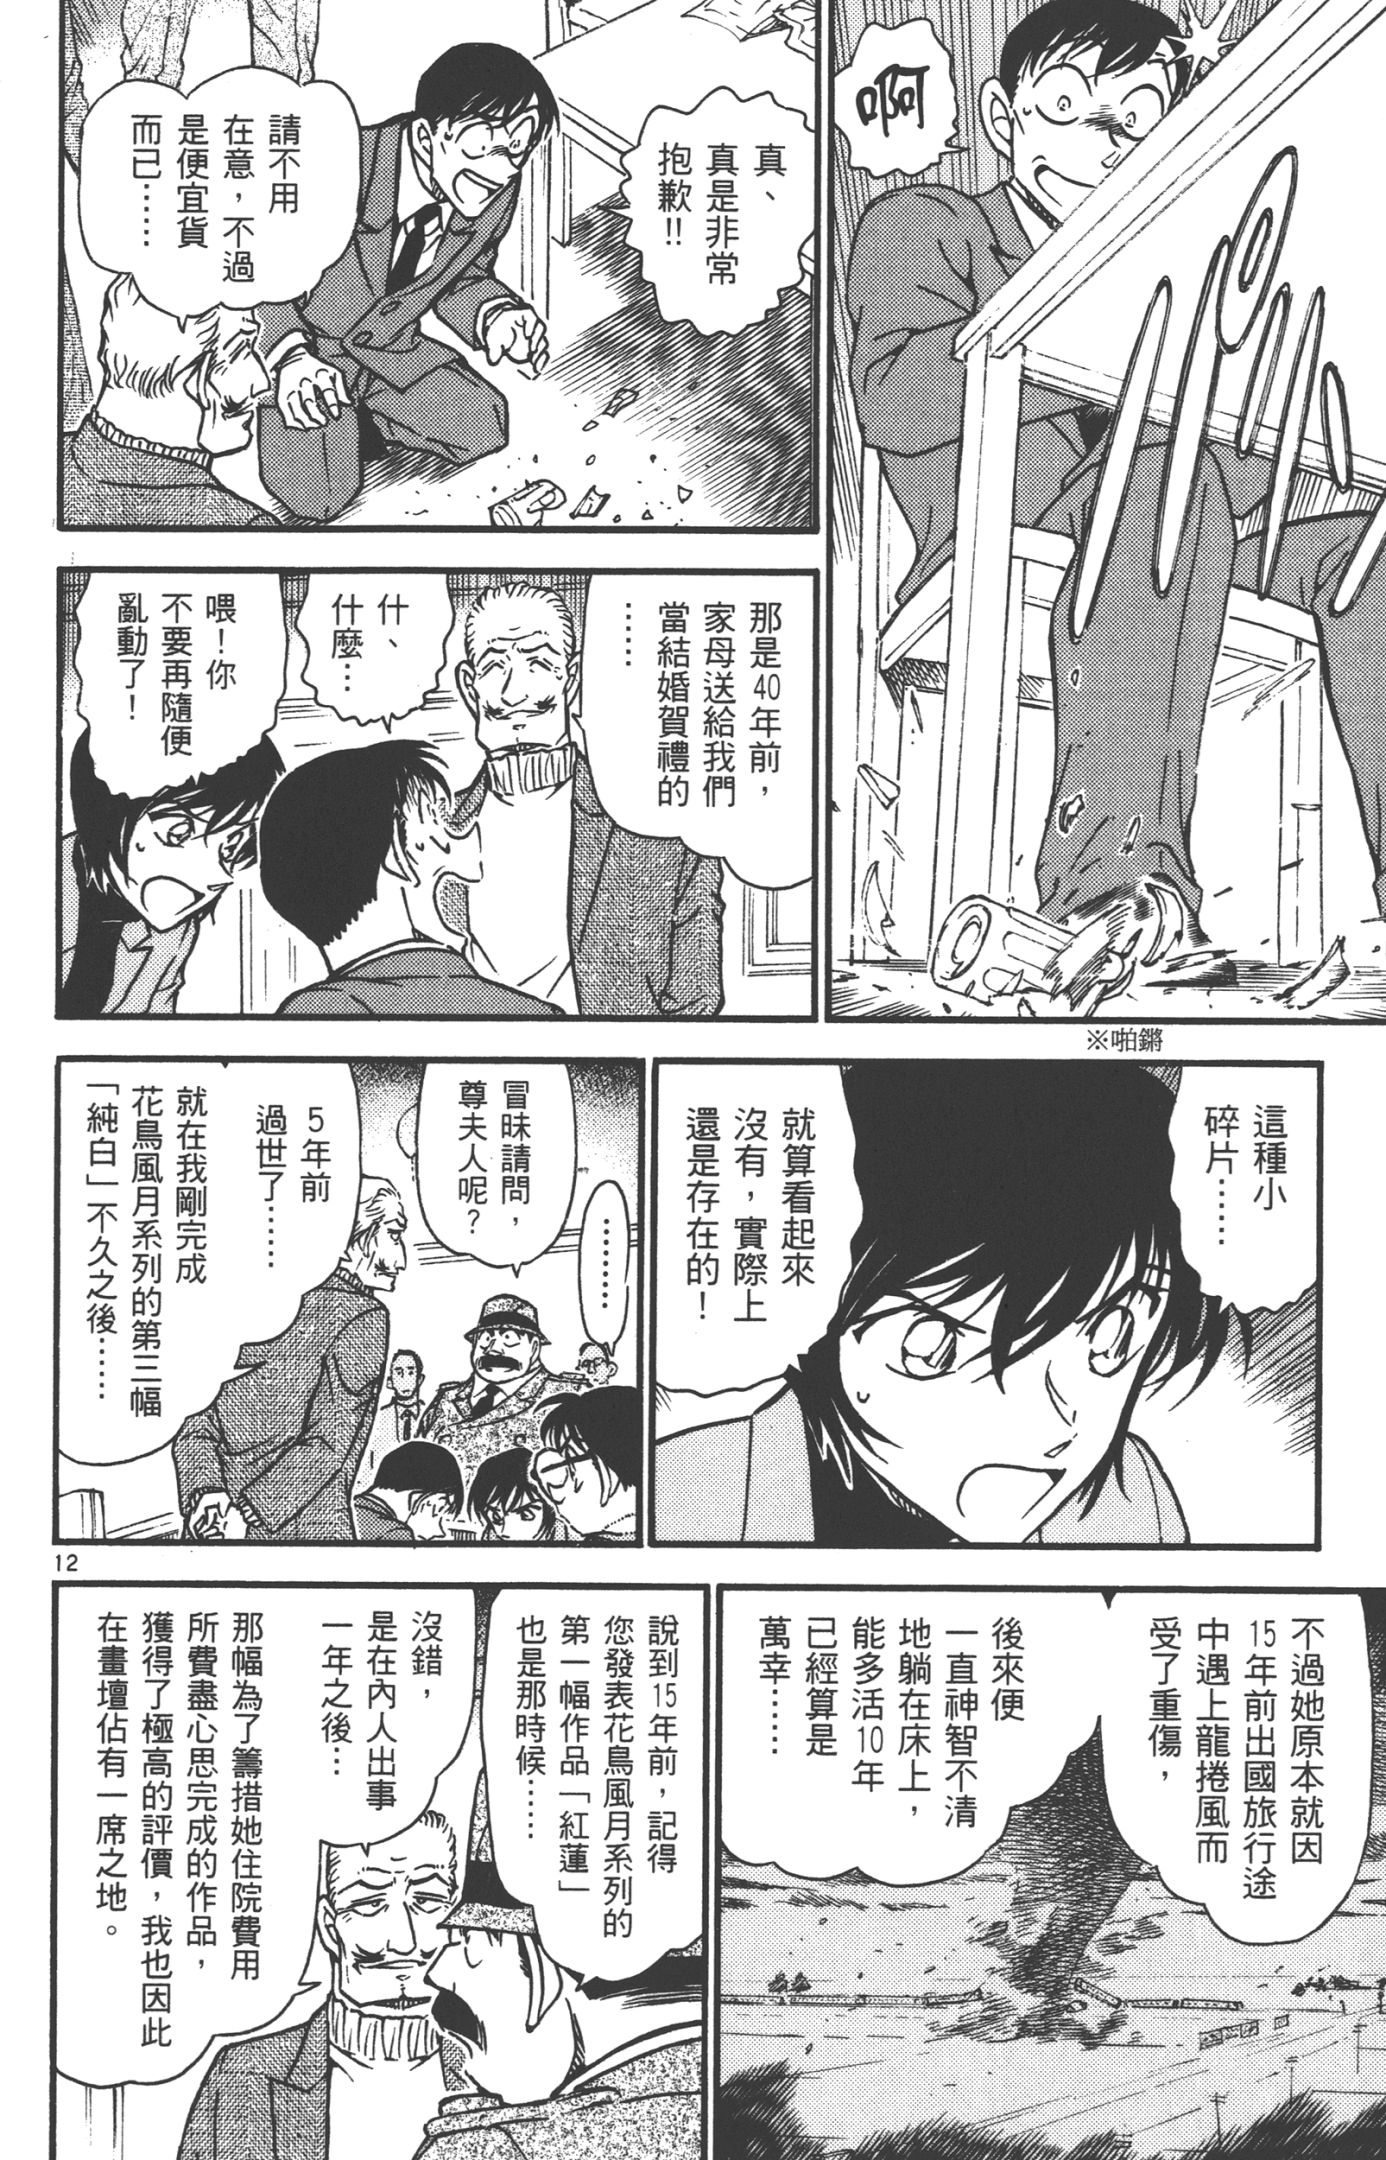 啊
※啪鏘
真、
真是非常
抱歉!!
請不用
在意，不過
是便宜貨
而已……
那是40年前，
家母送給我們
當結婚賀禮的
……
什、
什麼…
喂！你
不要再隨便
亂動了！
這種小
碎片……
就算看起來
沒有，實際上
還是存在的！
………
冒昧請問，
尊夫人呢？
5年前
過世了……
就在我剛完成
花鳥風月系列的第三幅
「純白」不久之後……
不過她原本就因
15年前出國旅行途
中遇上龍捲風而
受了重傷，
後來便
一直神智不清
地躺在床上，
能多活10年
已經算是
萬幸……
說到15年前，記得
您發表花鳥風月系列的
第一幅作品「紅蓮」
也是那時候……
沒錯，
是在內人出事
一年之後…
那幅為了籌措她住院費用
所費盡心思完成的作品，
獲得了極高的評價，我也因此
在畫壇佔有一席之地。
12